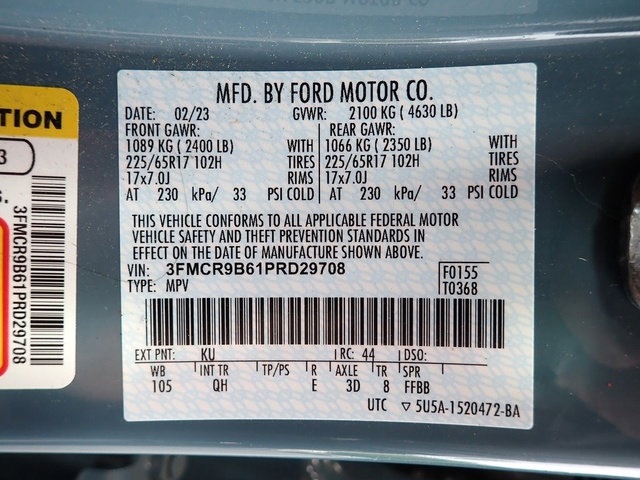 MFD. BY FORD MOTOR CO.
DATE: 02/23 GVWR: 2100 KG ( 4630 LB)
FRONT GAWR: REAR GAWR:
1089 KG ( 2400 LB) WITH 1066 KG ( 2350 LB) WITH
225/65R17 102H TIRES 225/65R17 102H TIRES
17x7.0J RIMS 17x7.0J RIMS
AT 230 kPa/ 33 PSI COLD AT 230 kPa/ 33 PSI COLD
THIS VEHICLE CONFORMS TO ALL APPLICABLE FEDERAL MOTOR
VEHICLE SAFETY AND THEFT PREVENTION STANDARDS IN
EFFECT ON THE DATE OF MANUFACTURE SHOWN ABOVE.
VIN: 3FMCR9B61PRD29708 F0155
TYPE: MPV T0368
EXT PNT: KU RC: 44 DSO:
WB INT TR TP/PS R AXLE TR SPR
105 QH E 3D 8 FFBB
UTC ▽5U5A-1520472-BA
TION
3
S.
3FMCR9B61PRD29708